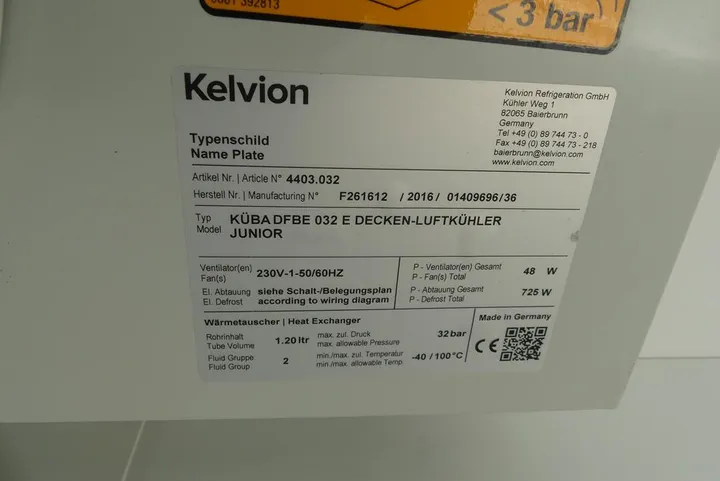 0001 392813
< 3 bar
Kelvion
Kelvion Refrigeration GmbH
Kühler Weg 1
82065 Baierbrunn
Germany
Tel +49 (0) 89 744 73 - 0
Fax +49 (0) 89 744 73 - 218
baierbrunn@kelvion.com
www.kelvion.com
Typenschild
Name Plate
Artikel Nr. | Article N° 4403.032
Herstell Nr. | Manufacturing N° F261612 / 2016 / 01409696/36
Typ KÜBA DFBE 032 E DECKEN-LUFTKÜHLER
Model JUNIOR
Ventilator(en) 230V-1-50/60HZ
Fan(s)
P - Ventilator(en) Gesamt 48 W
P - Fan(s) Total
El. Abtauung siehe Schalt-/Belegungsplan
El. Defrost according to wiring diagram
P - Abtauung Gesamt 725 W
P - Defrost Total
Wärmetauscher | Heat Exchanger
Made in Germany
Rohrinhalt 1.20 ltr max. zul. Druck 32 bar
Tube Volume max. allowable Pressure
Fluid Gruppe 2 min./max. zul. Temperatur -40 / 100°C
Fluid Group min./max. allowable Temp.
CE